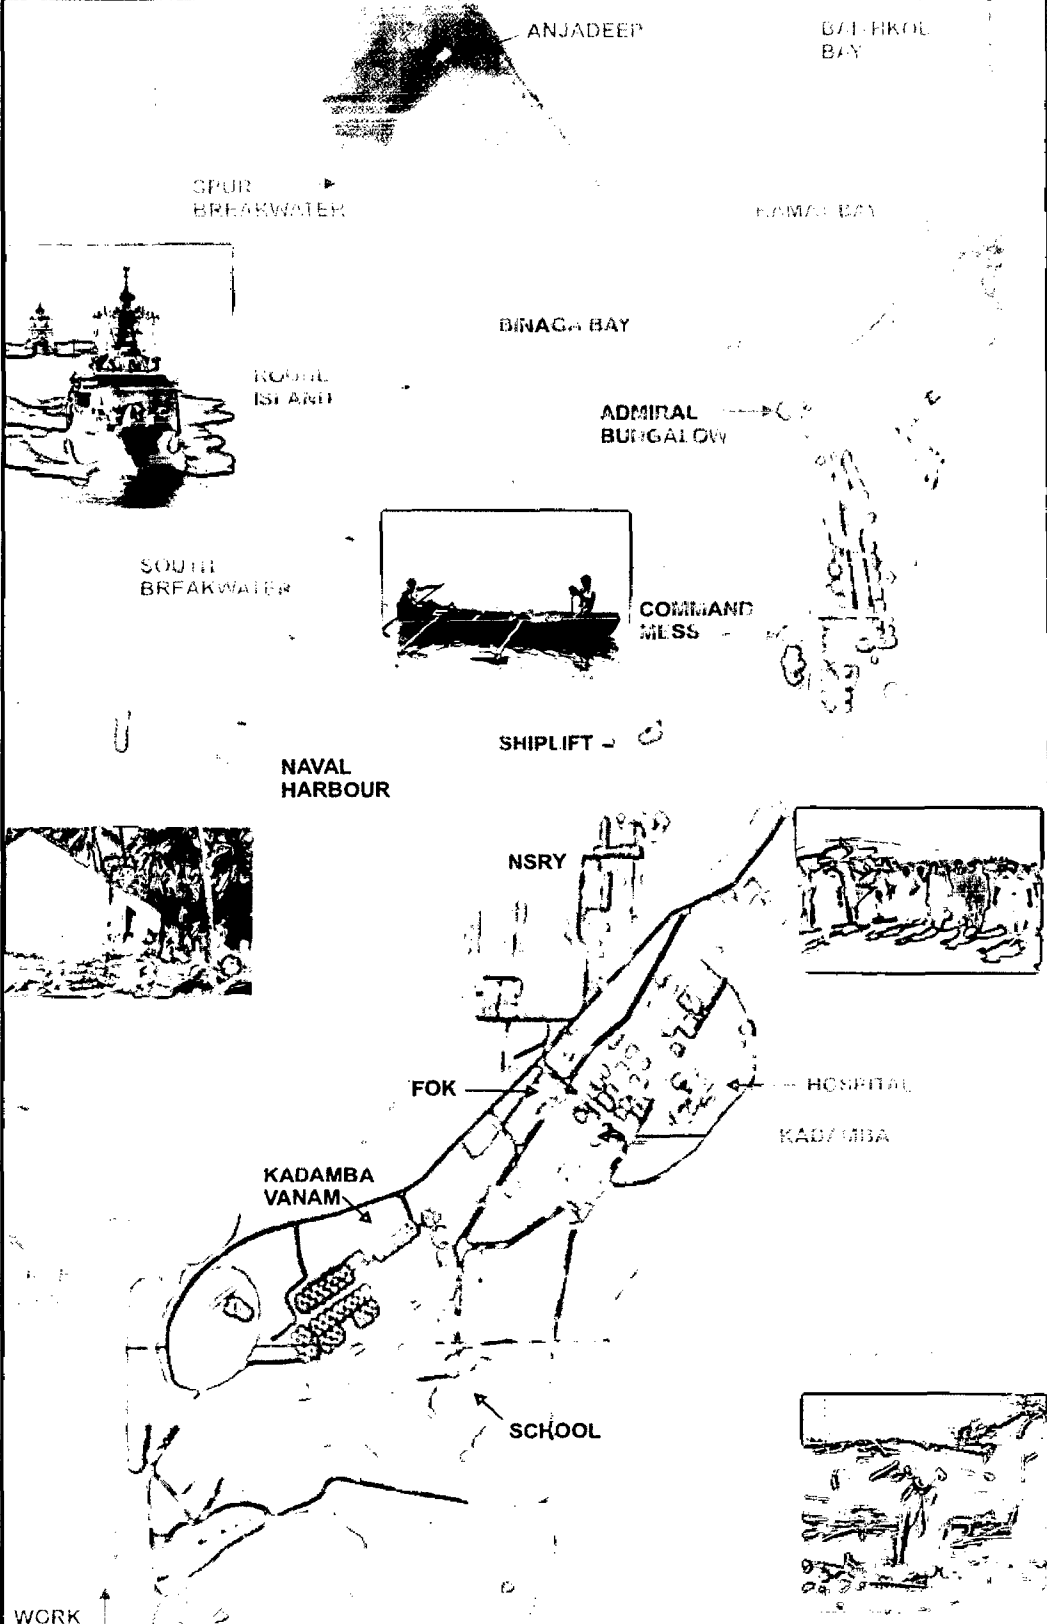 ANJADEEP
BAY
SPUR
BREAKWATER
BAY
BINAGA BAY
ISLAND
ADMIRAL
BUNGALOW
SOUTH
BREAKWATER
COMMAND
MESS
SHIPLIFT
NAVAL
HARBOUR
NSRY
FOK
HOSPITAL
KADAMBA
KADAMBA
VANAM
SCHOOL
WORK